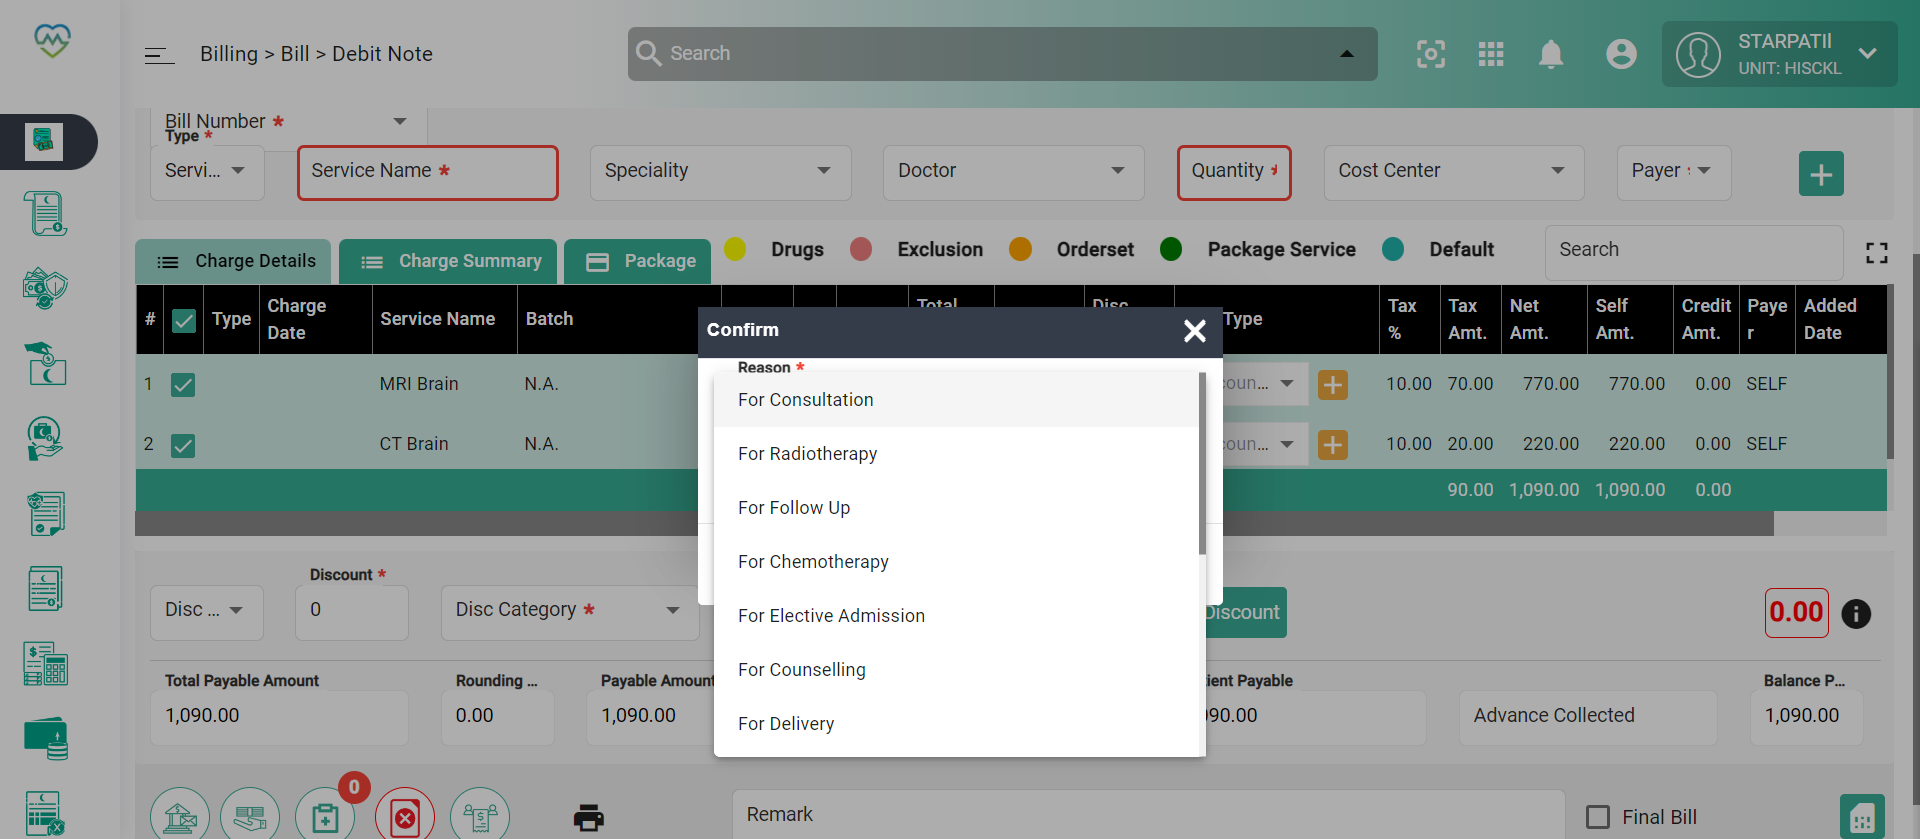 Billing > Bill > Debit Note
Search
STARPATIl
UNIT: HISCKL
Bill Number *
Type *
Servi...
Service Name *
Speciality
Doctor
Quantity *
Cost Center
Payer
Charge Details
Charge Summary
Package
Drugs
Exclusion
Orderset
Package Service
Default
Search
# Type Charge Date Service Name Batch Total Disc Type Tax % Tax Amt. Net Amt. Self Amt. Credit Amt. Payer Added Date
1 MRI Brain N.A. 10.00 70.00 770.00 770.00 0.00 SELF
2 CT Brain N.A. 10.00 20.00 220.00 220.00 0.00 SELF
90.00 1,090.00 1,090.00 0.00
Confirm
Reason *
For Consultation
For Radiotherapy
For Follow Up
For Chemotherapy
For Elective Admission
For Counselling
For Delivery
Disc ...
Discount *
0
Disc Category *
Discount
0.00
Total Payable Amount
1,090.00
Rounding ...
0.00
Payable Amount
1,090.00
Payable
90.00
Advance Collected
Balance P...
1,090.00
0
Remark
Final Bill